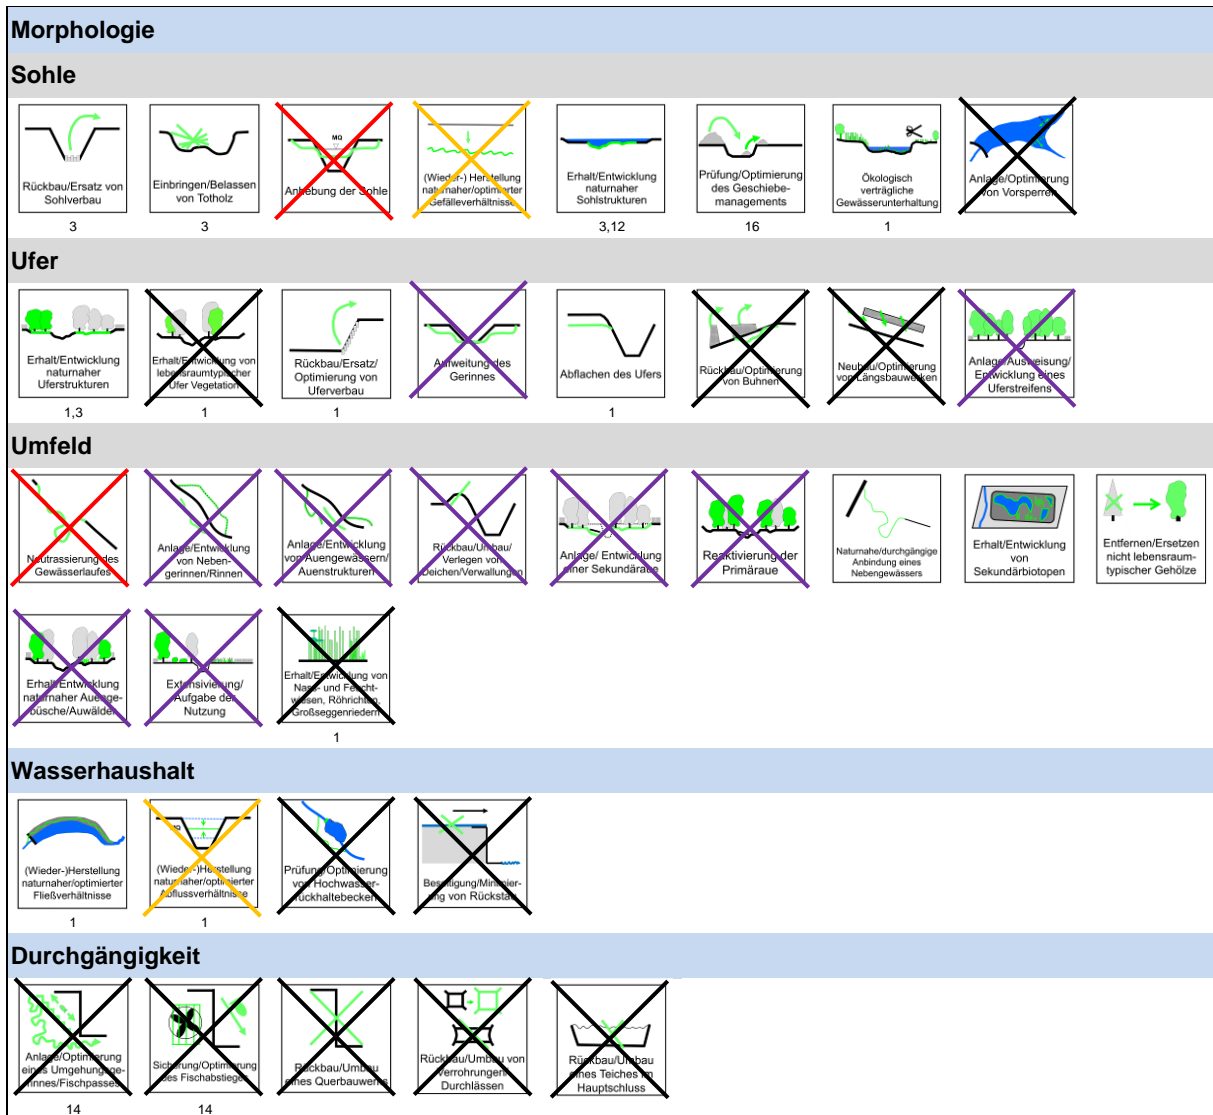 Morphologie
Sohle
MQ
Rückbau/Ersatz von
Sohlverbau
Einbringen/Belassen
von Totholz
Anhebung der Sohle
(Wieder-) Herstellung
naturnaher/optimierter
Gefälleverhältnisse
Erhalt/Entwicklung
naturnaher
Sohlstrukturen
Prüfung/Optimierung
des Geschiebe-
managements
Ökologisch
verträgliche
Gewässerunterhaltung
Anlage/Optimierung
von Vorsperren
3
3
3,12
16
1
Ufer
Erhalt/Entwicklung
naturnaher
Uferstrukturen
Erhalt/Entwicklung von
lebensraumtypischer
Ufer Vegetation
Rückbau/Ersatz/
Optimierung von
Uferverbau
Aufweitung des
Gerinnes
Abflachen des Ufers
Rückbau/Optimierung
von Buhnen
Neubau/Optimierung
von Längsbauwerken
Anlage/Ausweisung/
Entwicklung eines
Uferstreifens
1,3
1
1
1
Umfeld
Neutrassierung des
Gewässerlaufes
Anlage/Entwicklung
von Neben-
gerinnen/Rinnen
Anlage/Entwicklung
von Auengewässern/
Auenstrukturen
Rückbau/Umbau/
Verlegen von
Deichen/Verwallungen
Anlage/ Entwicklung
einer Sekundäraue
Reaktivierung der
Primäraue
Naturnahe/durchgängige
Anbindung eines
Nebengewässers
Erhalt/Entwicklung
von
Sekundärbiotopen
Entfernen/Ersetzen
nicht lebensraum-
typischer Gehölze
Erhalt/Entwicklung
naturnaher Auenge-
büsche/Auwälder
Extensivierung/
Aufgabe der
Nutzung
Erhalt/Entwicklung von
Nass- und Feucht-
wiesen, Röhrichten,
Großseggenriedern
1
Wasserhaushalt
MQ
(Wieder-)Herstellung
naturnaher/optimierter
Fließverhältnisse
(Wieder-)Herstellung
naturnaher/optimierter
Abflussverhältnisse
Prüfung/Optimierung
von Hochwasser-
rückhaltebecken
Beseitigung/Minimier-
ung von Rückstau
1
1
Durchgängigkeit
Anlage/Optimierung
eines Umgehungsge-
rinnes/Fischpasses
Sicherung/Optimierung
des Fischabstieges
Rückbau/Umbau
eines Querbauwerks
Rückbau/Umbau von
Verrohrungen/
Durchlässen
Rückbau/Umbau
eines Teiches im
Hauptschluss
14
14